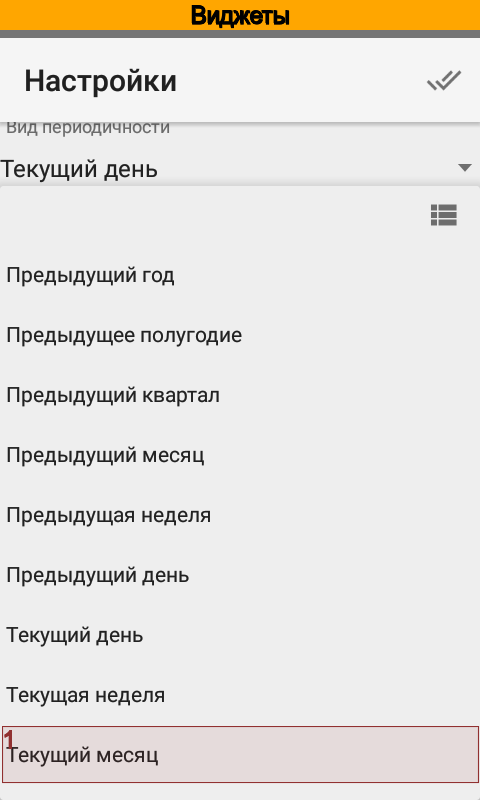 Виджеты
Настройки
Вид периодичности
Текущий день
Предыдущий год
Предыдущее полугодие
Предыдущий квартал
Предыдущий месяц
Предыдущая неделя
Предыдущий день
Текущий день
Текущая неделя
1
Текущий месяц